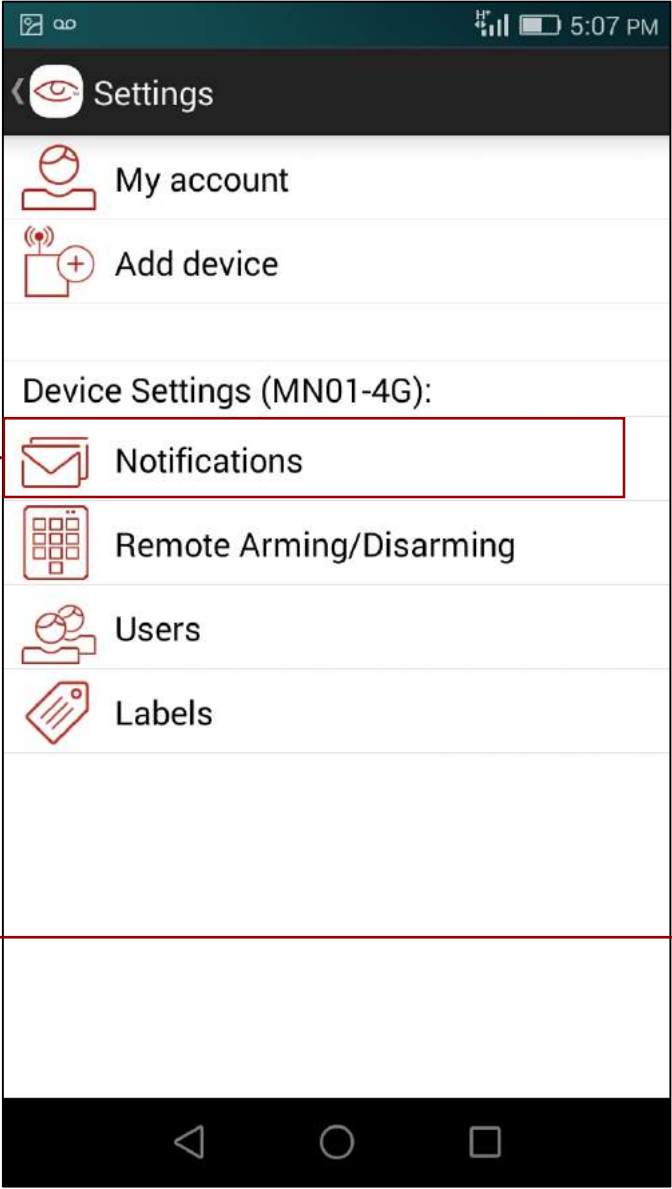 H+
5:07 PM
Settings
My account
Add device
Device Settings (MN01-4G):
Notifications
Remote Arming/Disarming
Users
Labels